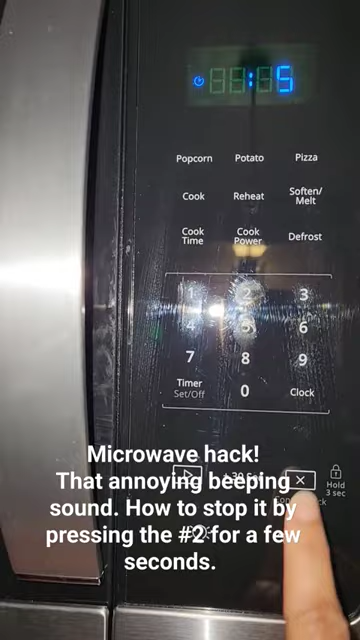 : 5
Popcorn Potato Pizza
Cook Reheat Soften/
Melt
Cook
Time Cook
Power Defrost
1 2 3
4 5 6
7 8 9
Timer
Set/Off 0 Clock
Hold
3 sec
Microwave hack!
That annoying beeping
sound. How to stop it by
pressing the #2 for a few
seconds.